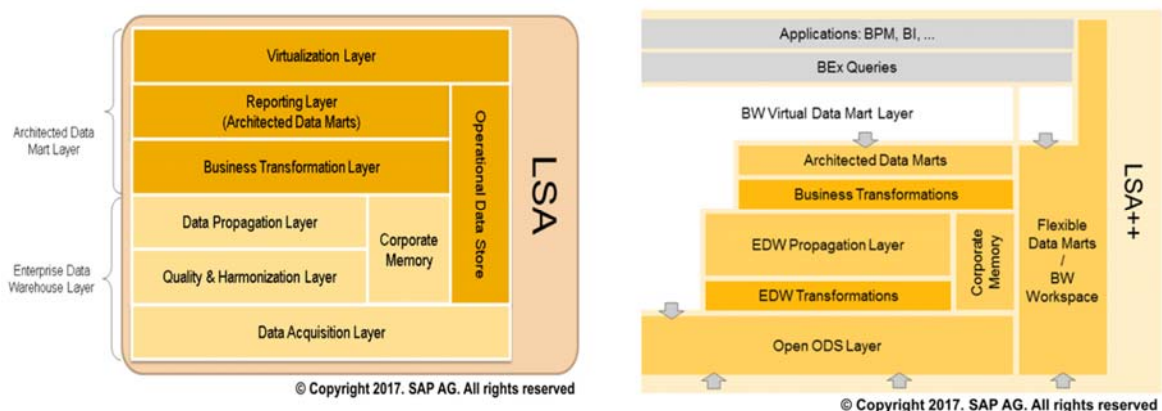 Architected Data
Mart Layer
Enterprise Data
Warehouse Layer
Virtualization Layer
Reporting Layer
(Architected Data Marts)
Business Transformation Layer
Data Propagation Layer
Quality & Harmonization Layer
Corporate
Memory
Operational Data Store
Data Acquisition Layer
LSA
© Copyright 2017. SAP AG. All rights reserved
Applications: BPM, BI, ...
BEx Queries
BW Virtual Data Mart Layer
Architected Data Marts
Business Transformations
EDW Propagation Layer
EDW Transformations
Corporate
Memory
Flexible
Data Marts
/
BW
Workspace
Open ODS Layer
LSA++
© Copyright 2017. SAP AG. All rights reserved